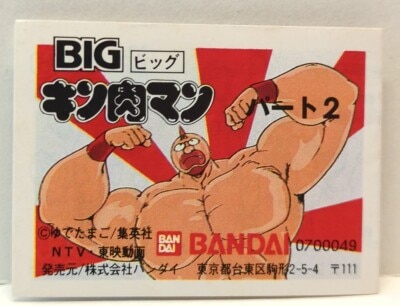 BIG ビッグ
キン肉マン
パート2
©ゆでたまご/集英社
NTV・東映動画
BAN
DAI
BANDAI 0700049
発売元/株式会社バンダイ 東京都台東区駒形2-5-4 〒111